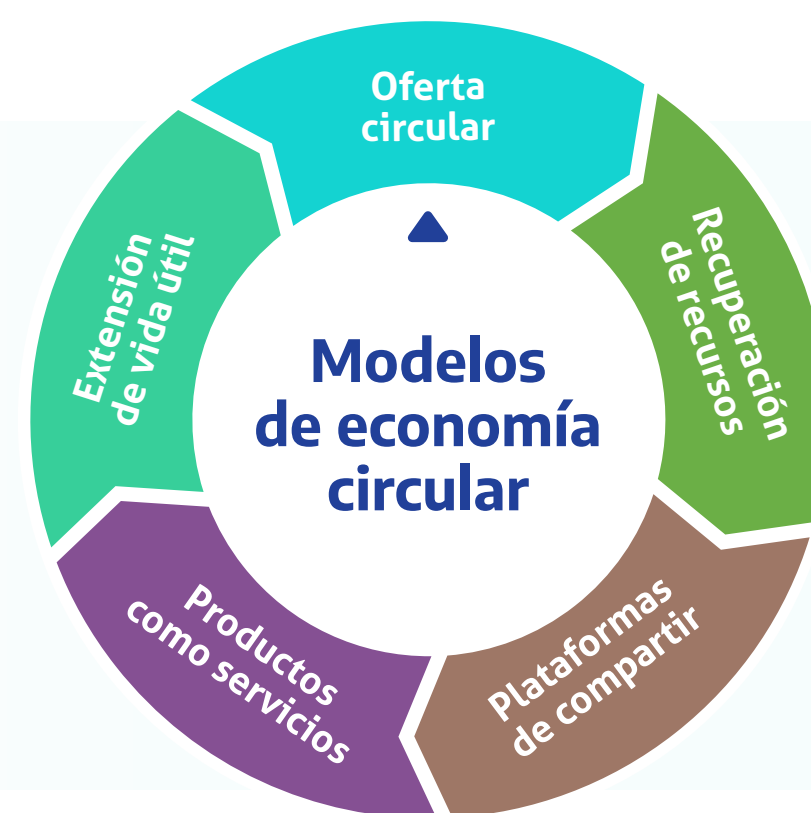 Oferta
circular
Recuperación
de recursos
Plataformas
de compartir
Productos
como servicios
Extensión
de vida útil
Modelos
de economía
circular